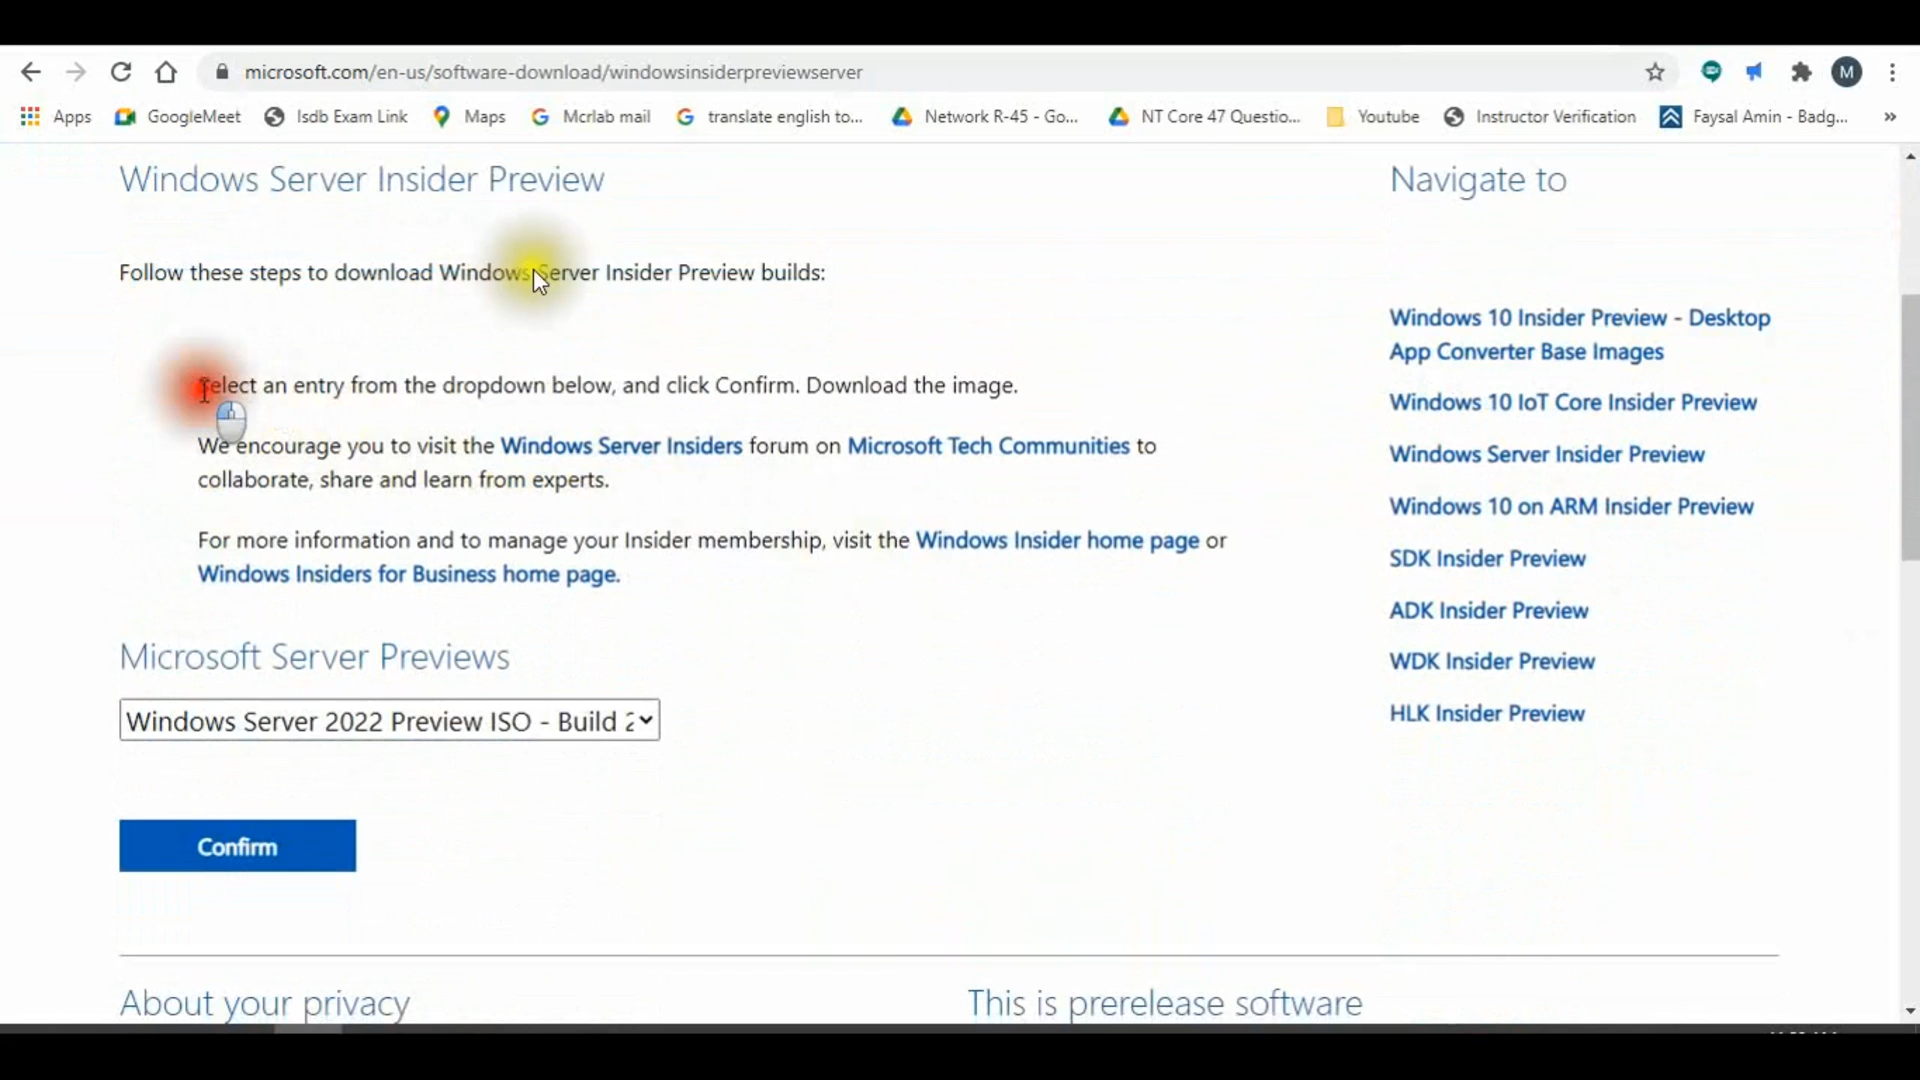 microsoft.com/en-us/software-download/windowsinsiderpreviewserver
M
Apps GoogleMeet Isdb Exam Link Maps Mcrlab mail translate english to... Network R-45 - Go... NT Core 47 Questio... Youtube Instructor Verification Faysal Amin - Badg... »
Windows Server Insider Preview
Follow these steps to download Windows Server Insider Preview builds:
Select an entry from the dropdown below, and click Confirm. Download the image.
We encourage you to visit the Windows Server Insiders forum on Microsoft Tech Communities to
collaborate, share and learn from experts.
For more information and to manage your Insider membership, visit the Windows Insider home page or
Windows Insiders for Business home page.
Microsoft Server Previews
Windows Server 2022 Preview ISO - Build 2
Confirm
Navigate to
Windows 10 Insider Preview - Desktop
App Converter Base Images
Windows 10 IoT Core Insider Preview
Windows Server Insider Preview
Windows 10 on ARM Insider Preview
SDK Insider Preview
ADK Insider Preview
WDK Insider Preview
HLK Insider Preview
About your privacy
This is prerelease software